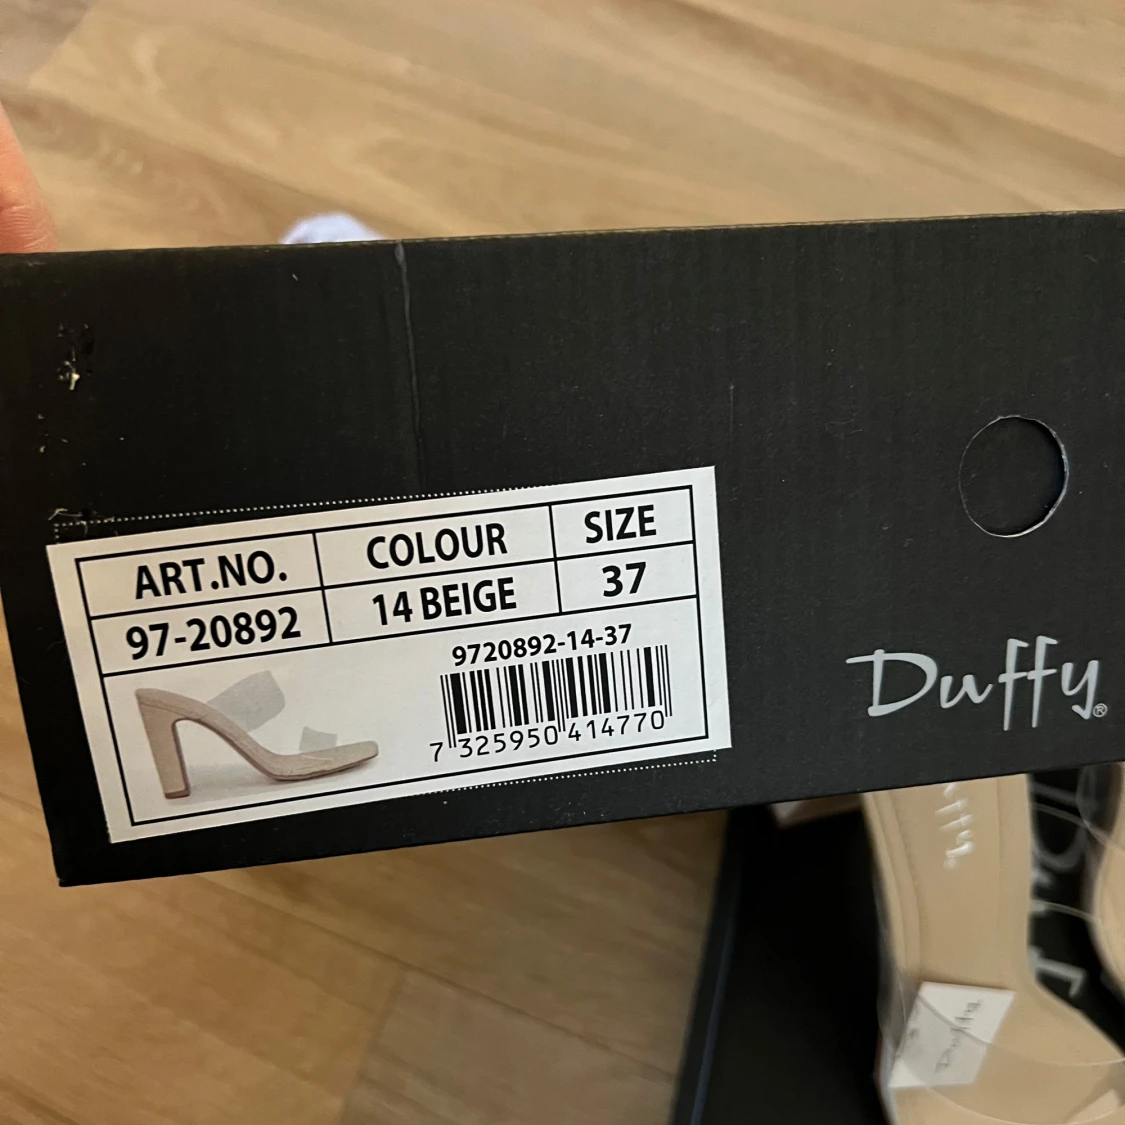 ART.NO. COLOUR SIZE
97-20892 14 BEIGE 37
9720892-14-37
7 325950 414770
Duffy®